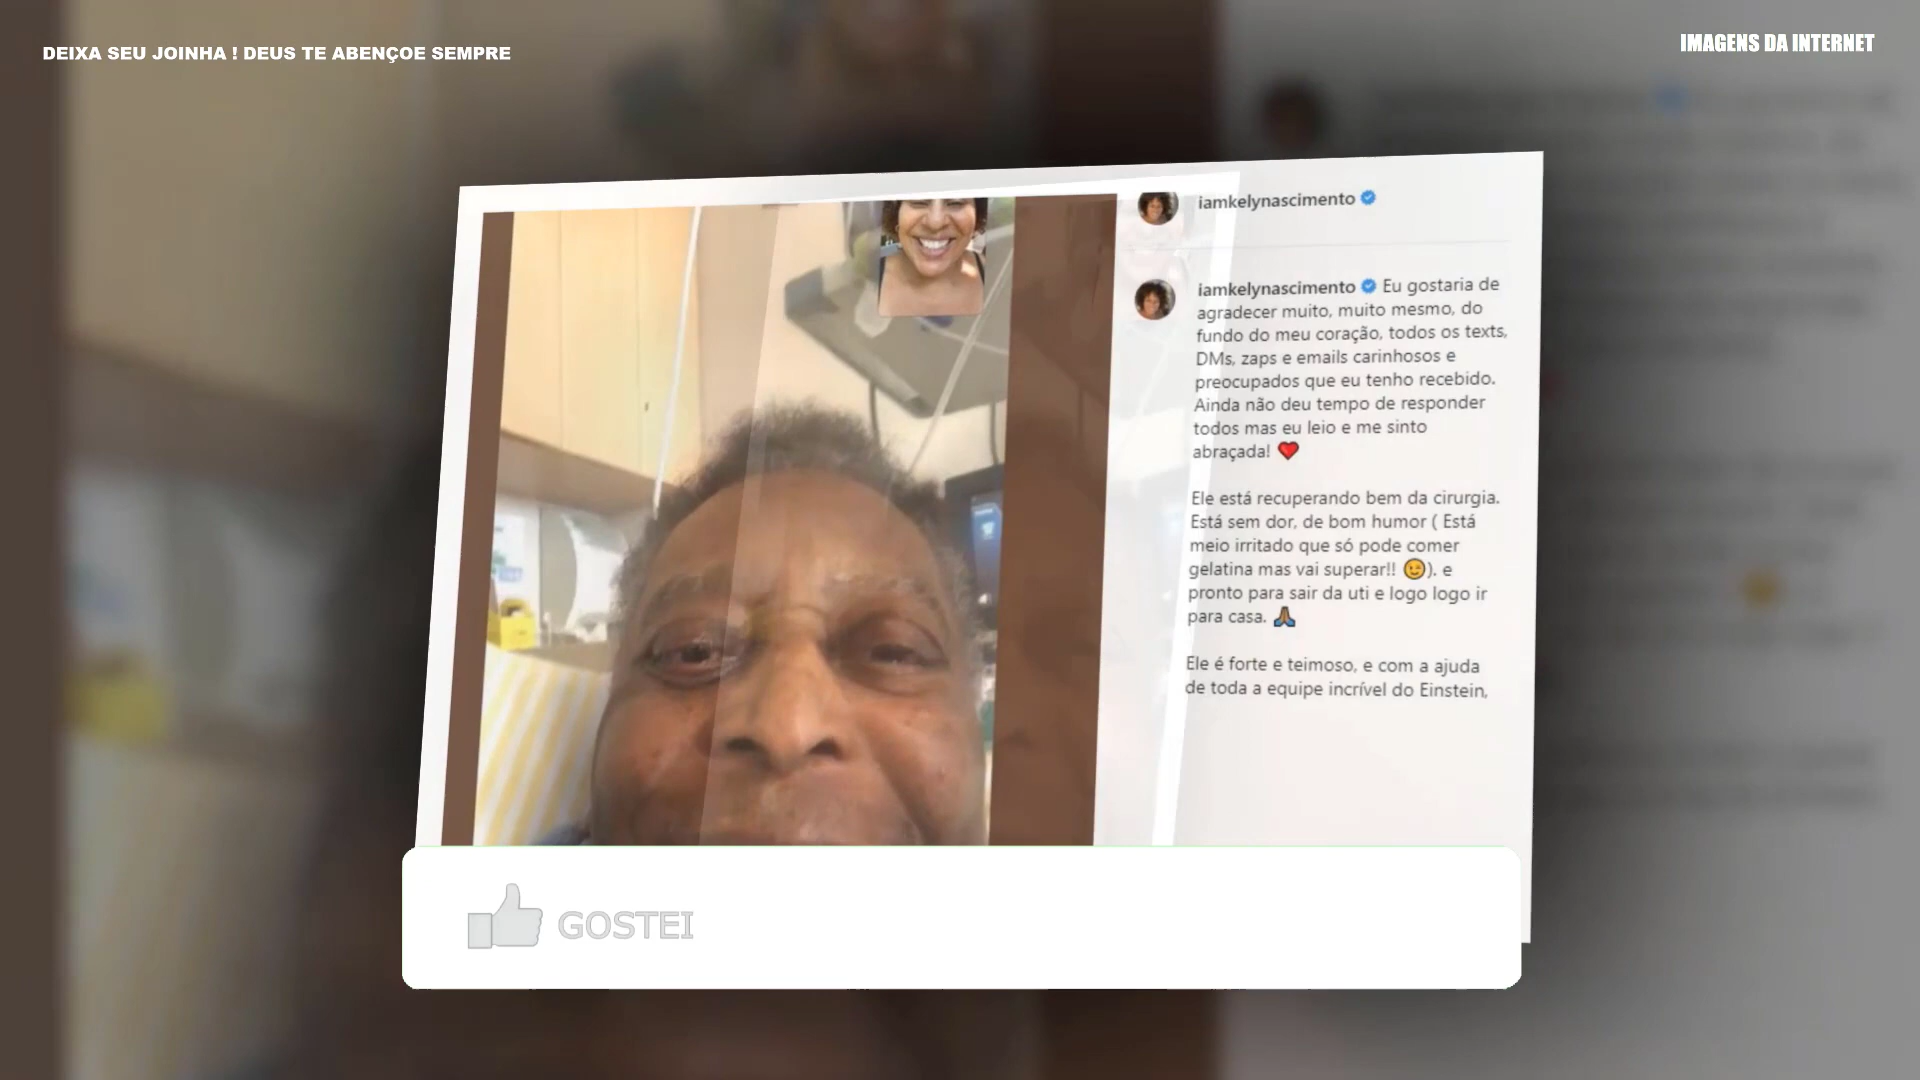 DEIXA SEU JOINHA ! DEUS TE ABENÇOE SEMPRE
IMAGENS DA INTERNET
iamkelynascimento
iamkelynascimento Eu gostaria de
agradecer muito, muito mesmo, do
fundo do meu coração, todos os texts,
DMs, zaps e emails carinhosos e
preocupados que eu tenho recebido.
Ainda não deu tempo de responder
todos mas eu leio e me sinto
abraçada! ❤️
Ele está recuperando bem da cirurgia.
Está sem dor, de bom humor ( Está
meio irritado que só pode comer
gelatina mas vai superar!! 😉). e
pronto para sair da uti e logo logo ir
para casa. 🙏🏾
Ele é forte e teimoso, e com a ajuda
de toda a equipe incrível do Einstein,
GOSTEI